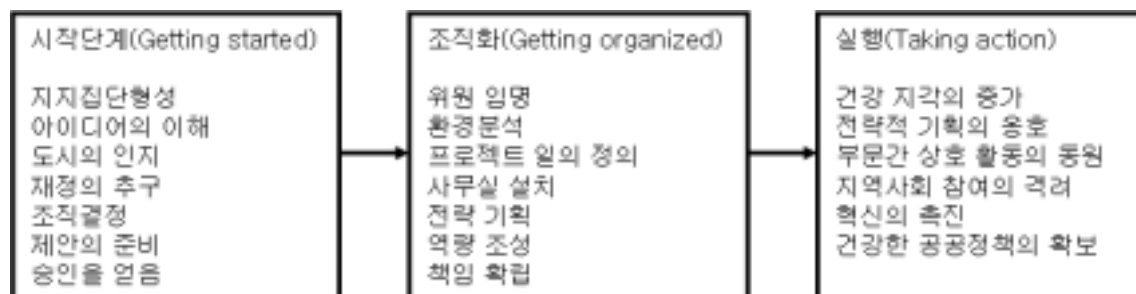 시작단계(Getting started)
지지집단형성
아이디어의 이해
도시의 인지
재정의 추구
조직결정
제안의 준비
승인을 얻음
조직화(Getting organized)
위원 임명
환경분석
프로젝트 일의 정의
사무실 설치
전략 기획
역량 조성
책임 확립
실행(Taking action)
건강 지각의 증가
전략적 기획의 옹호
부문간 상호 활동의 동원
지역사회 참여의 격려
혁신의 촉진
건강한 공공정책의 확보